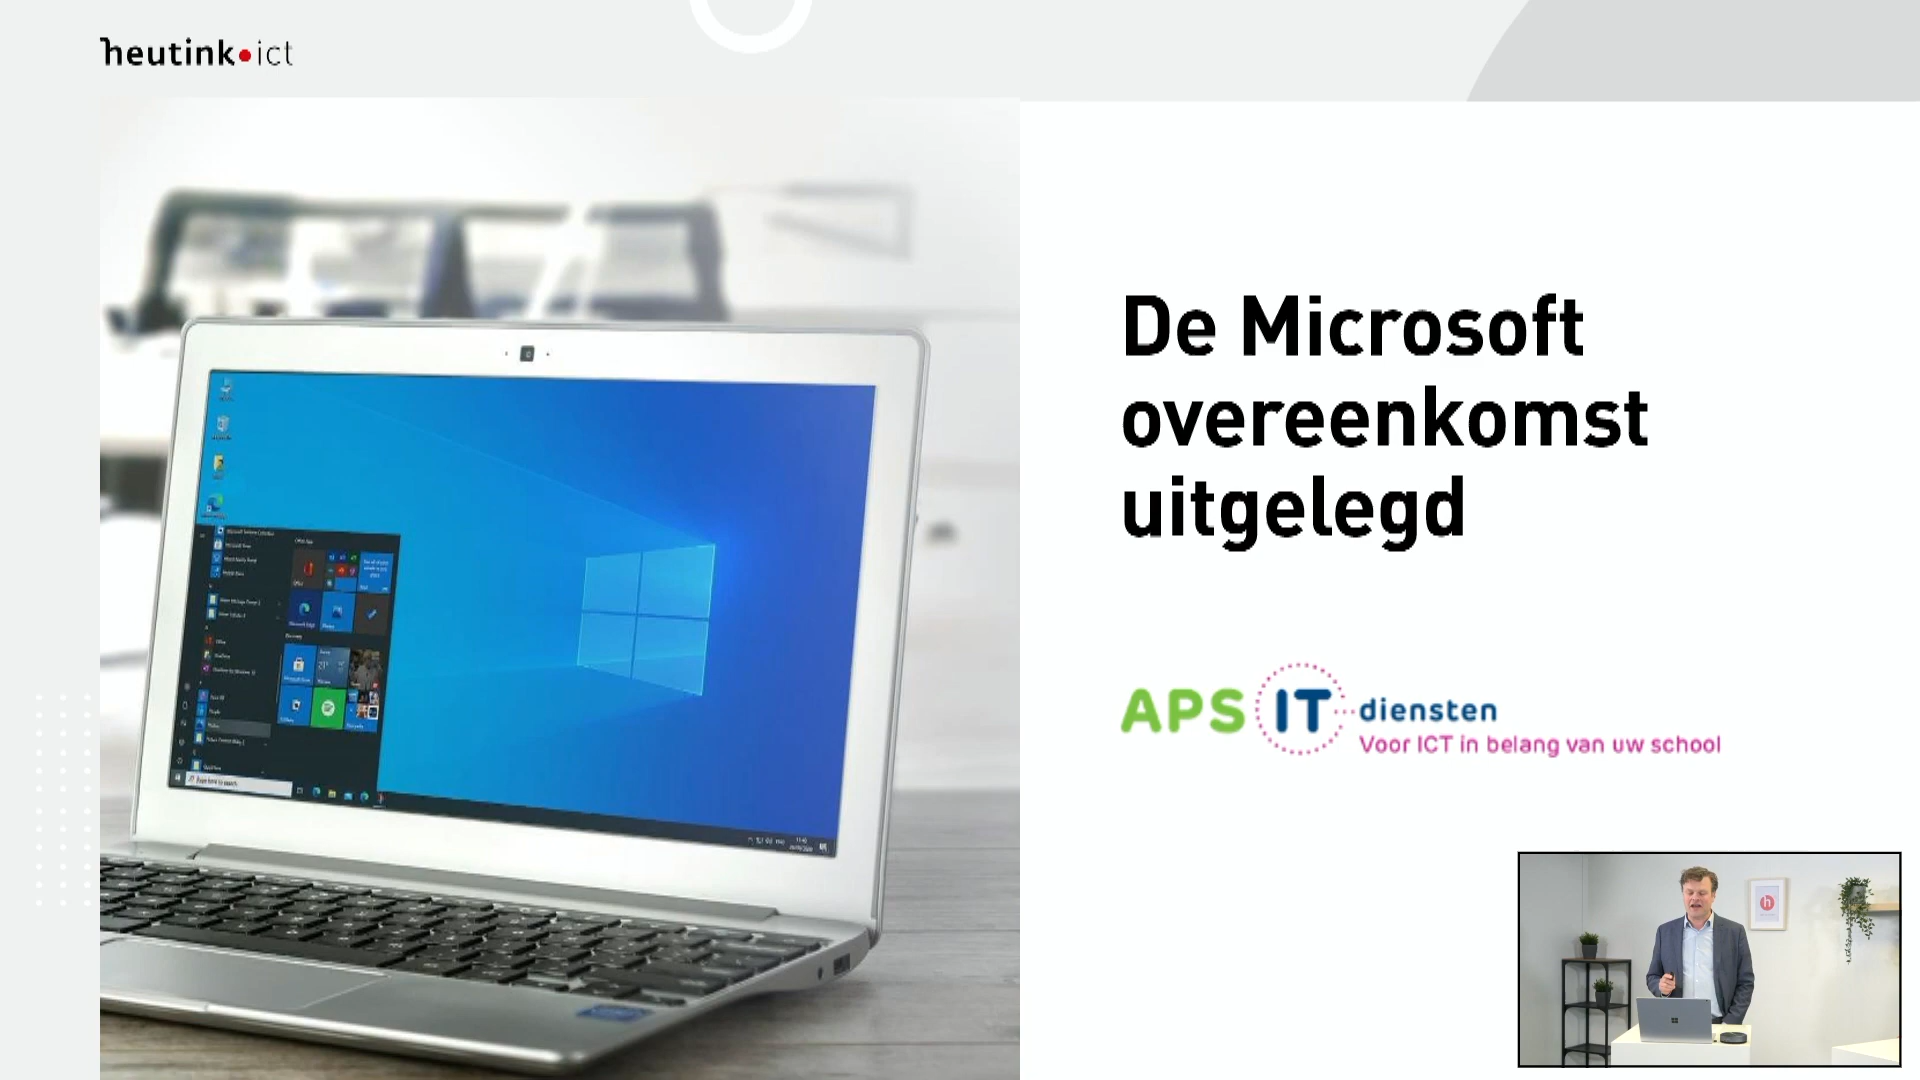 heutink•ict
De Microsoft
overeenkomst
uitgelegd
APS IT diensten
Voor ICT in belang van uw school